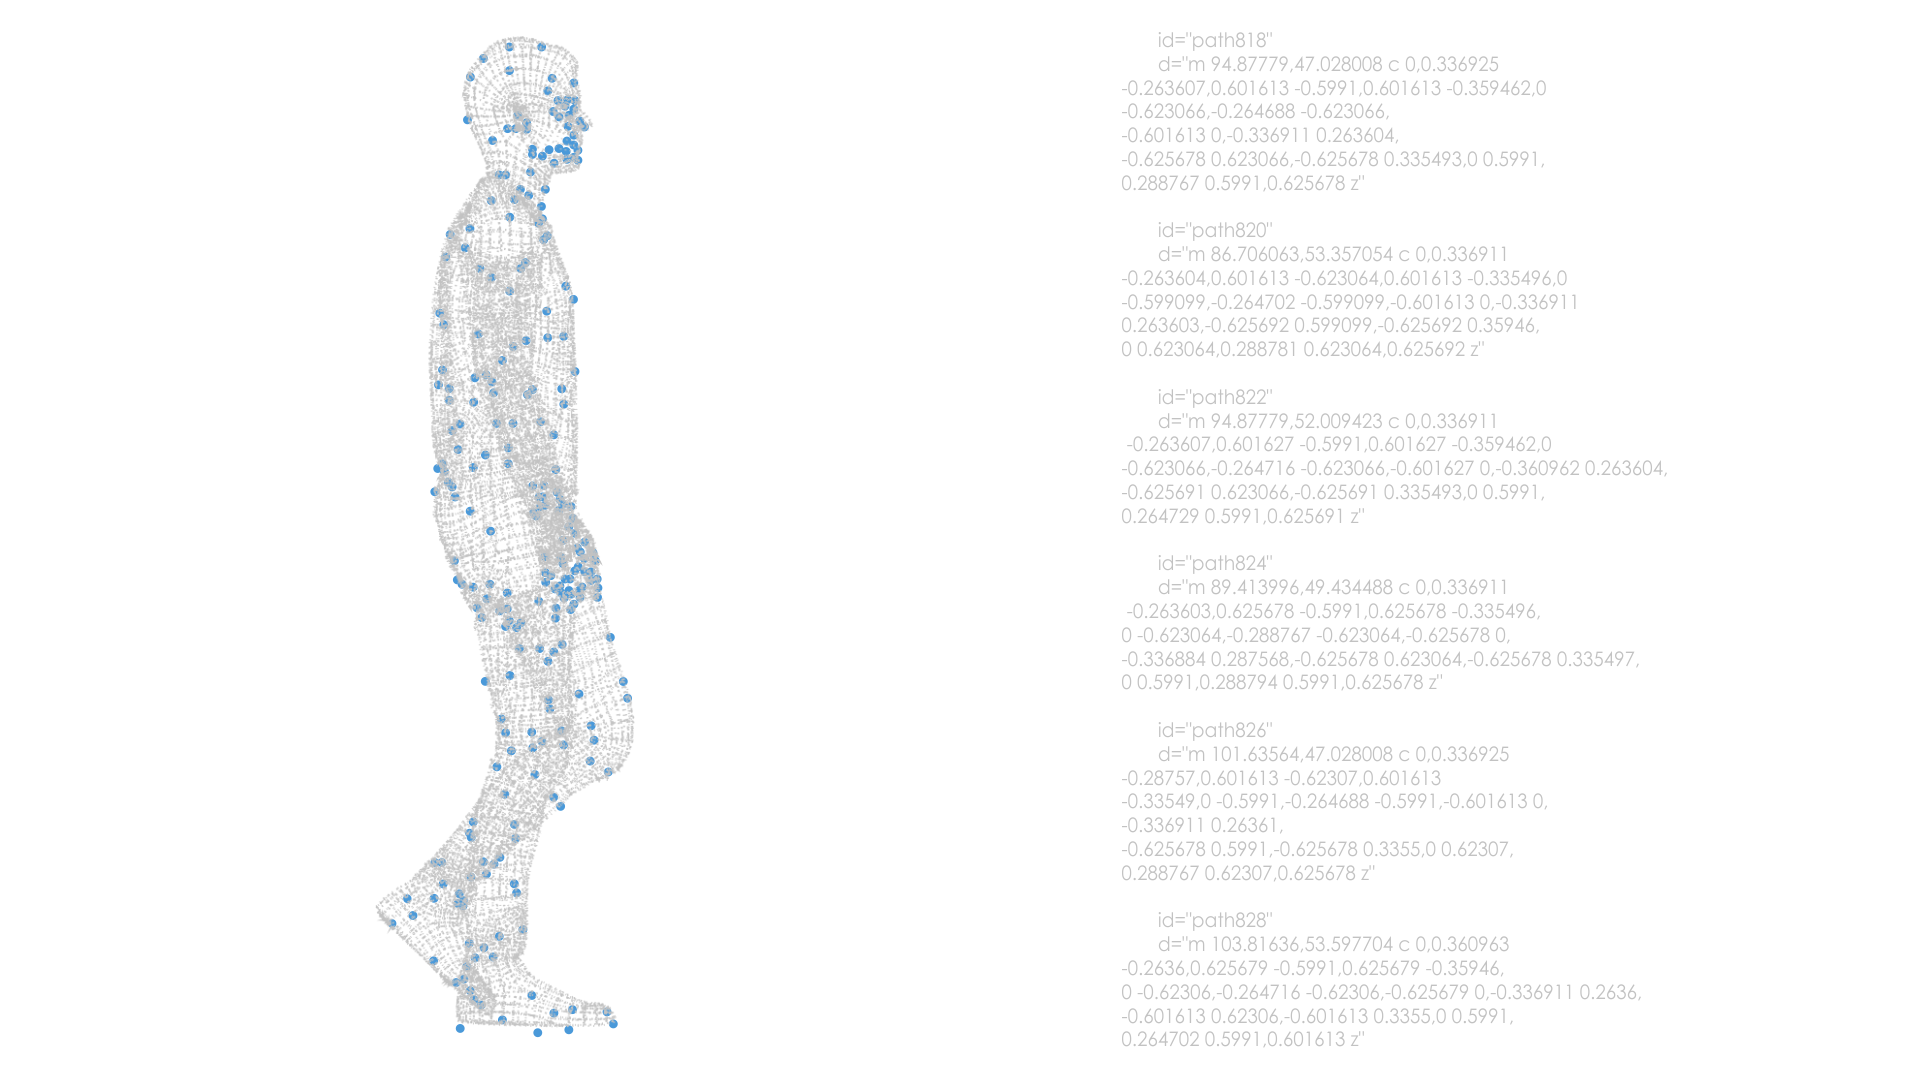 id="path818"
d="m 94.87779,47.028008 c 0,0.336925
-0.263607,0.601613 -0.5991,0.601613 -0.359462,0
-0.623066,-0.264688 -0.623066,
-0.601613 0,-0.336911 0.263604,
-0.625678 0.623066,-0.625678 0.335493,0 0.5991,
0.288767 0.5991,0.625678 z"
id="path820"
d="m 86.706063,53.357054 c 0,0.336911
-0.263604,0.601613 -0.623064,0.601613 -0.335496,0
-0.599099,-0.264702 -0.599099,-0.601613 0,-0.336911
0.263603,-0.625692 0.599099,-0.625692 0.35946,
0 0.623064,0.288781 0.623064,0.625692 z"
id="path822"
d="m 94.87779,52.009423 c 0,0.336911
-0.263607,0.601627 -0.5991,0.601627 -0.359462,0
-0.623066,-0.264716 -0.623066,-0.601627 0,-0.360962 0.263604,
-0.625691 0.623066,-0.625691 0.335493,0 0.5991,
0.264729 0.5991,0.625691 z"
id="path824"
d="m 89.413996,49.434488 c 0,0.336911
-0.263603,0.625678 -0.5991,0.625678 -0.335496,
0 -0.623064,-0.288767 -0.623064,-0.625678 0,
-0.336884 0.287568,-0.625678 0.623064,-0.625678 0.335497,
0 0.5991,0.288794 0.5991,0.625678 z"
id="path826"
d="m 101.63564,47.028008 c 0,0.336925
-0.28757,0.601613 -0.62307,0.601613
-0.33549,0 -0.5991,-0.264688 -0.5991,-0.601613 0,
-0.336911 0.26361,
-0.625678 0.5991,-0.625678 0.3355,0 0.62307,
0.288767 0.62307,0.625678 z"
id="path828"
d="m 103.81636,53.597704 c 0,0.360963
-0.2636,0.625679 -0.5991,0.625679 -0.35946,
0 -0.62306,-0.264716 -0.62306,-0.625679 0,-0.336911 0.2636,
-0.601613 0.62306,-0.601613 0.3355,0 0.5991,
0.264702 0.5991,0.601613 z"